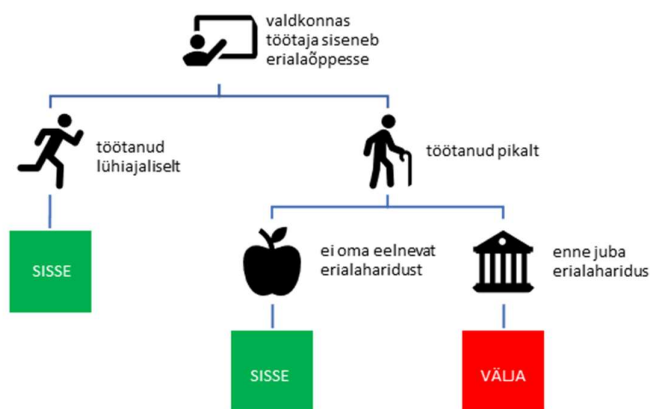 valdkonnas
töötaja siseneb
erialaõppesse
töötanud
lühiajaliselt
töötanud pikalt
SISSE
ei oma eelnevat
erialaharidust
enne juba
erialaharidus
SISSE
VÄLJA